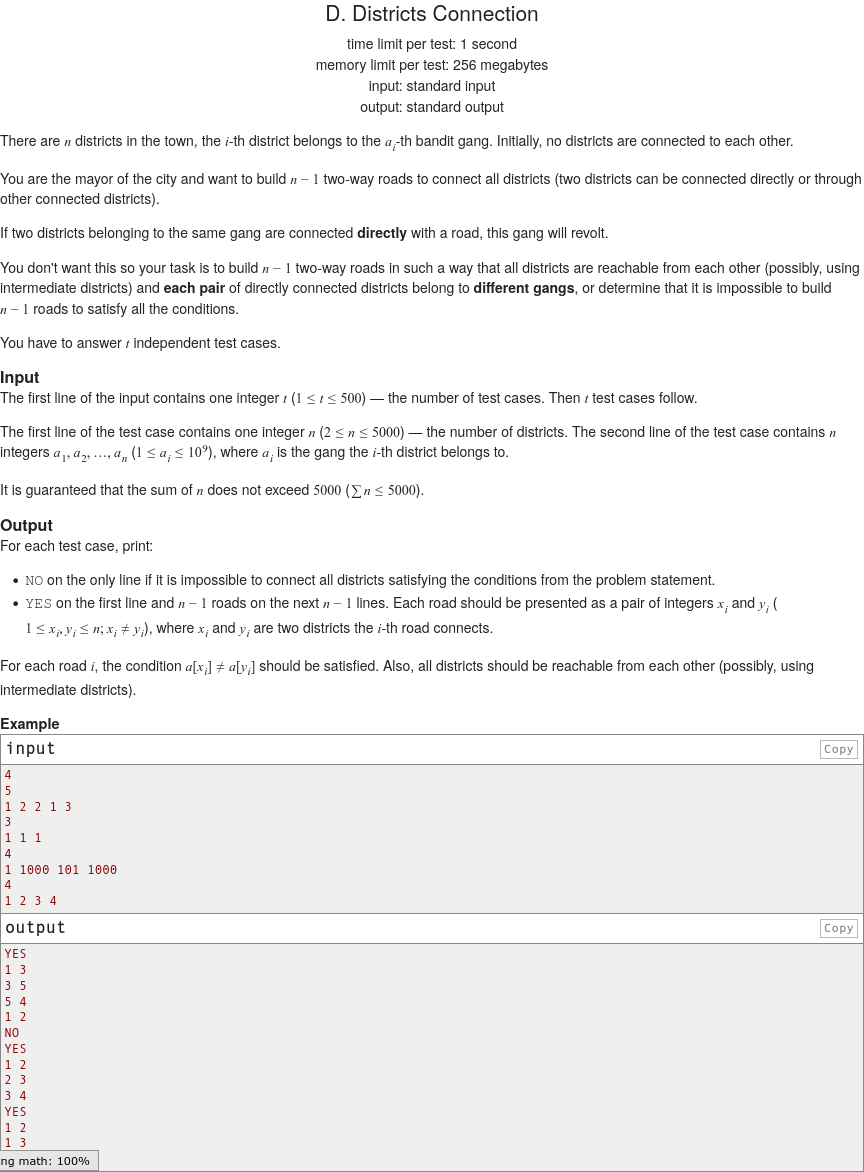 D. Districts Connection
time limit per test: 1 second
memory limit per test: 256 megabytes
input: standard input
output: standard output
There are n districts in the town, the i-th district belongs to the a_i-th bandit gang. Initially, no districts are connected to each other.
You are the mayor of the city and want to build n − 1 two-way roads to connect all districts (two districts can be connected directly or through
other connected districts).
If two districts belonging to the same gang are connected directly with a road, this gang will revolt.
You don't want this so your task is to build n − 1 two-way roads in such a way that all districts are reachable from each other (possibly, using
intermediate districts) and each pair of directly connected districts belong to different gangs, or determine that it is impossible to build
n − 1 roads to satisfy all the conditions.
You have to answer t independent test cases.
Input
The first line of the input contains one integer t (1 ≤ t ≤ 500) — the number of test cases. Then t test cases follow.
The first line of the test case contains one integer n (2 ≤ n ≤ 5000) — the number of districts. The second line of the test case contains n
integers a_1, a_2, …, a_n (1 ≤ a_i ≤ 10^9), where a_i is the gang the i-th district belongs to.
It is guaranteed that the sum of n does not exceed 5000 (∑ n ≤ 5000).
Output
For each test case, print:
• NO on the only line if it is impossible to connect all districts satisfying the conditions from the problem statement.
• YES on the first line and n − 1 roads on the next n − 1 lines. Each road should be presented as a pair of integers x_i and y_i (
1 ≤ x_i, y_i ≤ n; x_i ≠ y_i), where x_i and y_i are two districts the i-th road connects.
For each road i, the condition a[x_i] ≠ a[y_i] should be satisfied. Also, all districts should be reachable from each other (possibly, using
intermediate districts).
Example
input Copy
4
5
1 2 2 1 3
3
1 1 1
4
1 1000 101 1000
4
1 2 3 4
output Copy
YES
1 3
3 5
5 4
1 2
NO
YES
1 2
2 3
3 4
YES
1 2
1 3
ng math: 100%